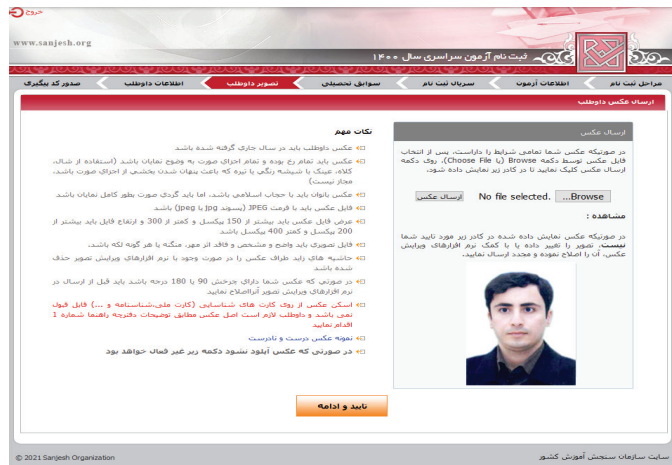 خروج
www.sanjesh.org
ثبت نام آزمون سراسری سال ۱۴۰۰
مراحل ثبت نام
اطلاعات آزمون
سریال ثبت نام
سوابق تحصیلی
تصویر داوطلب
اطلاعات داوطلب
صدور کد پیگیری
ارسال عکس داوطلب
ارسال عکس
در صورتیکه عکس شما تمامی شرایط را داراست، پس از انتخاب
فایل عکس توسط دکمه Browse (یا Choose File)، روی دکمه
ارسال عکس کلیک نمایید تا در کادر زیر نمایش داده شود.
Browse... No file selected. ارسال عکس
مشاهده :
در صورتیکه عکس نمایش داده شده در کادر زیر مورد تایید شما
نیست، تصویر را تغییر داده یا با کمک نرم افزارهای ویرایش
عکس، آن را اصلاح نموده و مجدد ارسال نمایید.
نکات مهم
عکس داوطلب باید در سال جاری گرفته شده باشد
عکس باید تمام رخ بوده و تمام اجزای صورت به وضوح نمایان باشد (استفاده از شال،
کلاه، عینک با شیشه رنگی یا تیره که باعث پنهان شدن بخشی از اجزای صورت باشد،
مجاز نیست)
عکس بانوان باید با حجاب اسلامی باشد، اما باید گردی صورت بطور کامل نمایان باشد
فایل عکس باید با فرمت JPEG (پسوند jpg یا jpeg) باشد
عرض فایل عکس باید بیشتر از 150 پیکسل و کمتر از 300 و ارتفاع فایل باید بیشتر از
200 پیکسل و کمتر 400 پیکسل باشد
فایل تصویری باید واضح و مشخص و فاقد اثر مهر، منگنه یا هر گونه لکه باشد،
حاشیه های زاید طراف عکس را در صورت وجود با نرم افزارهای ویرایش تصویر حذف
شده باشد
در صورتی که عکس شما دارای چرخش 90 یا 180 درجه باشد باید قبل از ارسال در
نرم افزارهای ویرایش تصویر آنرااصلاح نمایید
اسکن عکس از روی کارت های شناسایی (کارت ملی،شناسنامه و ...) قابل قبول
نمی باشد و داوطلب لازم است اصل عکس مطابق توضیحات دفترچه راهنما شماره 1
اقدام نمایید
نمونه عکس درست و نادرست
در صورتی که عکس آپلود نشود دکمه زیر غیر فعال خواهد بود
تایید و ادامه
سایت سازمان سنجش آموزش کشور
© 2021 Sanjesh Organization